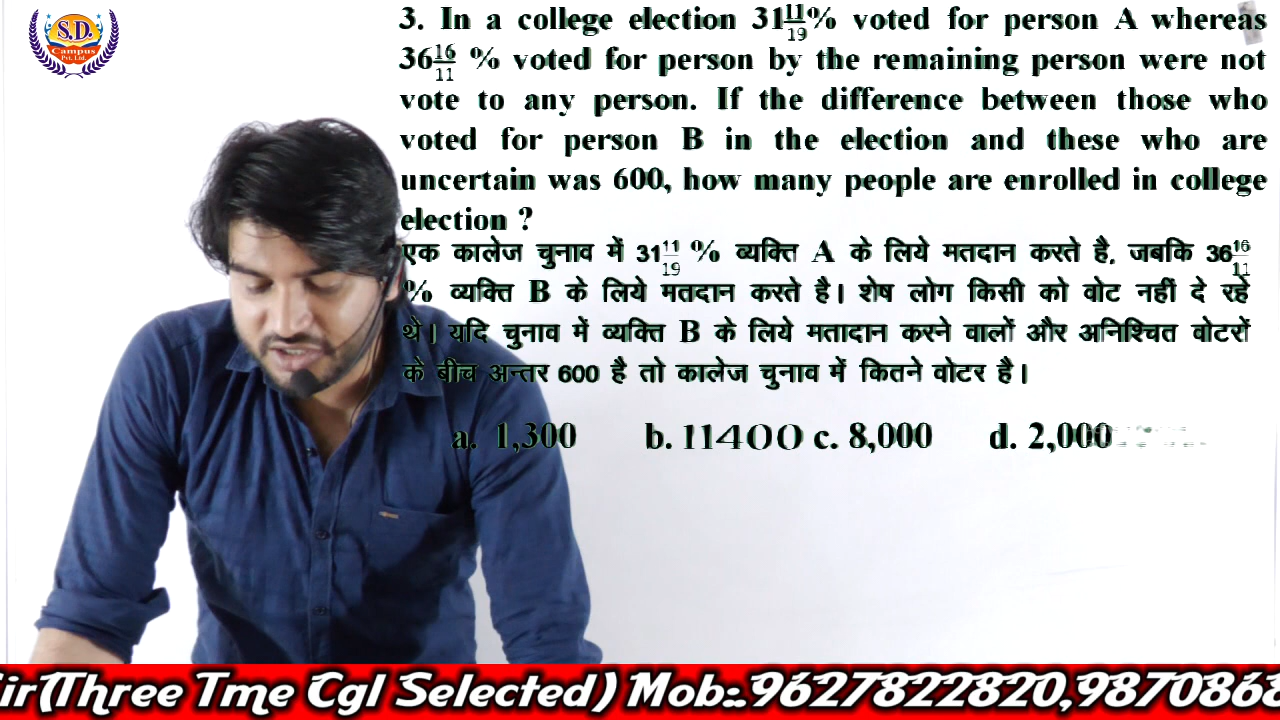 S.D.
Campus
Pvt. Ltd.
3. In a college election 31 11/19 % voted for person A whereas
36 16/11 % voted for person by the remaining person were not
vote to any person. If the difference between those who
voted for person B in the election and these who are
uncertain was 600, how many people are enrolled in college
election ?
एक कालेज चुनाव में 31 11/19 % व्यक्ति A के लिये मतदान करते है, जबकि 36 16/11
% व्यक्ति B के लिये मतदान करते है। शेष लोग किसी को वोट नहीं दे रहे
थे। यदि चुनाव में व्यक्ति B के लिये मतादान करने वालों और अनिश्चित वोटरों
के बीच अन्तर 600 है तो कालेज चुनाव में कितने वोटर है।
a. 1,300 b. 11400 c. 8,000 d. 2,000
ir(Three Tme Cgl Selected) Mob:.9627822820,9870868